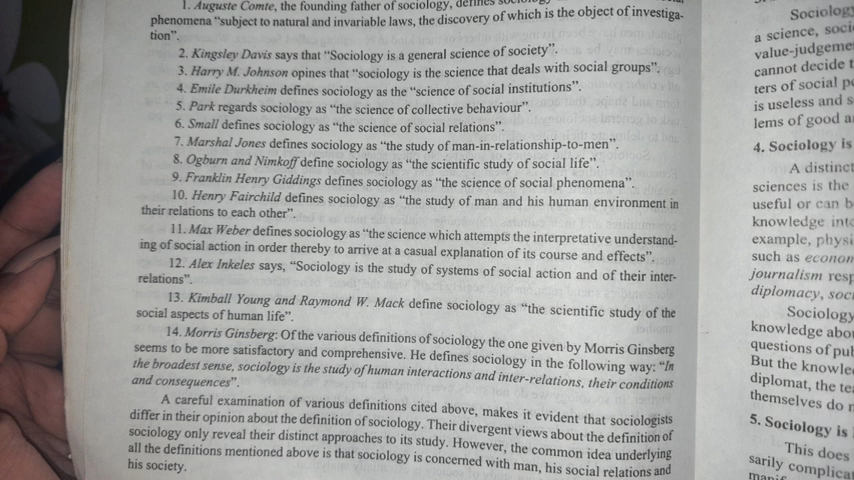 1. Auguste Comte, the founding father of sociology, defines
phenomena "subject to natural and invariable laws, the discovery of which is the object of investiga-
tion".
2. Kingsley Davis says that "Sociology is a general science of society".
3. Harry M. Johnson opines that "sociology is the science that deals with social groups".
4. Emile Durkheim defines sociology as the "science of social institutions".
5. Park regards sociology as "the science of collective behaviour".
6. Small defines sociology as "the science of social relations".
7. Marshal Jones defines sociology as "the study of man-in-relationship-to-men".
8. Ogburn and Nimkoff define sociology as "the scientific study of social life".
9. Franklin Henry Giddings defines sociology as "the science of social phenomena".
10. Henry Fairchild defines sociology as "the study of man and his human environment in
their relations to each other".
11. Max Weber defines sociology as "the science which attempts the interpretative understand-
ing of social action in order thereby to arrive at a casual explanation of its course and effects".
12. Alex Inkeles says, "Sociology is the study of systems of social action and of their inter-
relations".
13. Kimball Young and Raymond W. Mack define sociology as "the scientific study of the
social aspects of human life".
14. Morris Ginsberg: Of the various definitions of sociology the one given by Morris Ginsberg
seems to be more satisfactory and comprehensive. He defines sociology in the following way: "In
the broadest sense, sociology is the study of human interactions and inter-relations, their conditions
and consequences".
A careful examination of various definitions cited above, makes it evident that sociologists
differ in their opinion about the definition of sociology. Their divergent views about the definition of
sociology only reveal their distinct approaches to its study. However, the common idea underlying
all the definitions mentioned above is that sociology is concerned with man, his social relations and
his society.
Sociology
a science, soci
value-judgeme
cannot decide t
ters of social p
is useless and s
lems of good a
4. Sociology is
A distinct
sciences is the
useful or can b
knowledge into
example, physi
such as econom
journalism resp
diplomacy, soci
Sociology
knowledge abou
questions of pul
But the knowled
diplomat, the tea
themselves do n
5. Sociology is
This does
sarily complicat